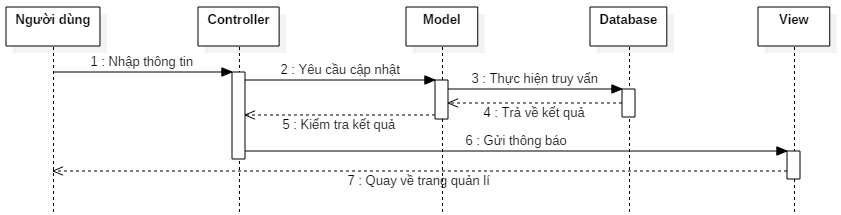 Người dùng
Controller
Model
Database
View
1 : Nhập thông tin
2 : Yêu cầu cập nhật
3 : Thực hiện truy vấn
4 : Trả về kết quả
5 : Kiểm tra kết quả
6 : Gửi thông báo
7 : Quay về trang quản lí